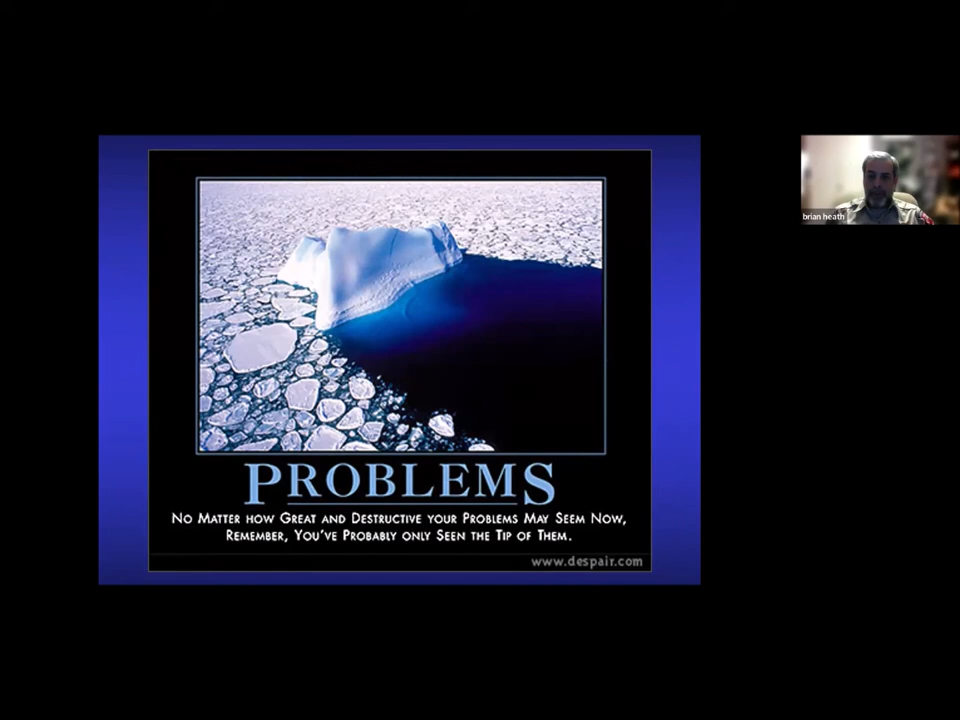 PROBLEMS
NO MATTER HOW GREAT AND DESTRUCTIVE YOUR PROBLEMS MAY SEEM NOW,
REMEMBER, YOU'VE PROBABLY ONLY SEEN THE TIP OF THEM.
www.despair.com
brian heath